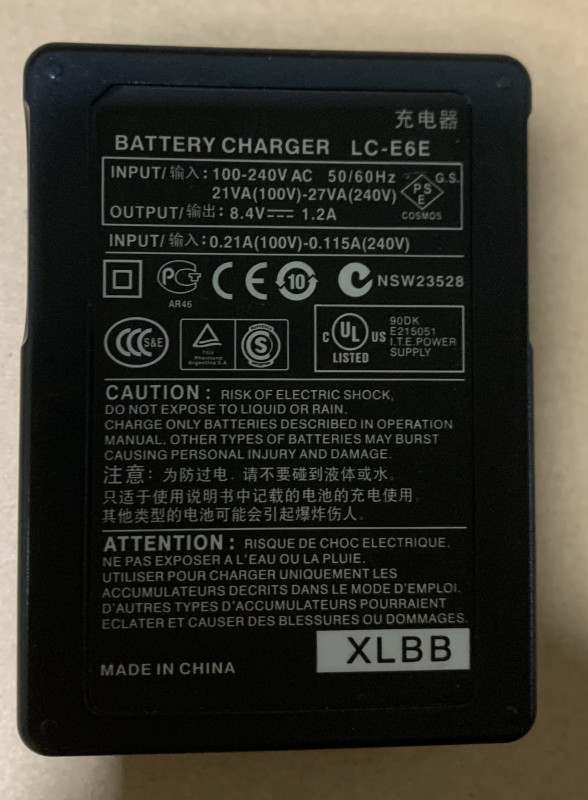 充电器
BATTERY CHARGER LC-E6E
INPUT/输入:100-240V AC 50/60Hz
21VA(100V)-27VA(240V)
OUTPUT/输出: 8.4V⎓ 1.2A
PS
E
G.S.
COSMOS
INPUT/ 输入:0.21A(100V)-0.115A(240V)
PCT
AR46
CE
10
NSW23528
CCC S&E
TÜV
Rheinland
Argentina S.A.
S
C UL US
LISTED
90DK
E215051
I.T.E.POWER
SUPPLY
CAUTION : RISK OF ELECTRIC SHOCK,
DO NOT EXPOSE TO LIQUID OR RAIN.
CHARGE ONLY BATTERIES DESCRIBED IN OPERATION
MANUAL. OTHER TYPES OF BATTERIES MAY BURST
CAUSING PERSONAL INJURY AND DAMAGE.
注意: 为防过电. 请不要碰到液体或水。
只适于使用说明书中记载的电池的充电使用。
其他类型的电池可能会引起爆炸伤人。
ATTENTION : RISQUE DE CHOC ELECTRIQUE.
NE PAS EXPOSER A L'EAU OU LA PLUIE.
UTILISER POUR CHARGER UNIQUEMENT LES
ACCUMULATEURS DECRITS DANS LE MODE D'EMPLOI.
D'AUTRES TYPES D'ACCUMULATEURS POURRAIENT
ECLATER ET CAUSER DES BLESSURES OU DOMMAGES.
XLBB
MADE IN CHINA